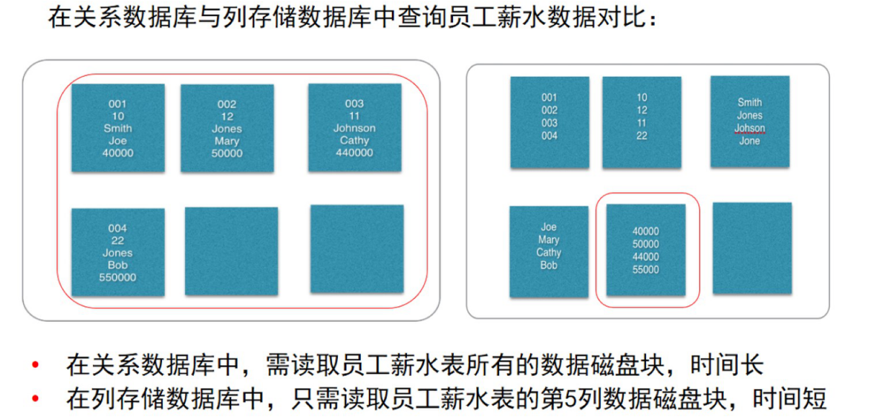 在关系数据库与列存储数据库中查询员工薪水数据对比：
001
10
Smith
Joe
40000
002
12
Jones
Mary
50000
003
11
Johnson
Cathy
440000
004
22
Jones
Bob
550000
001
002
003
004
10
12
11
22
Smith
Jones
Johson
Jone
Joe
Mary
Cathy
Bob
40000
50000
44000
55000
• 在关系数据库中，需读取员工薪水表所有的数据磁盘块，时间长
• 在列存储数据库中，只需读取员工薪水表的第5列数据磁盘块，时间短